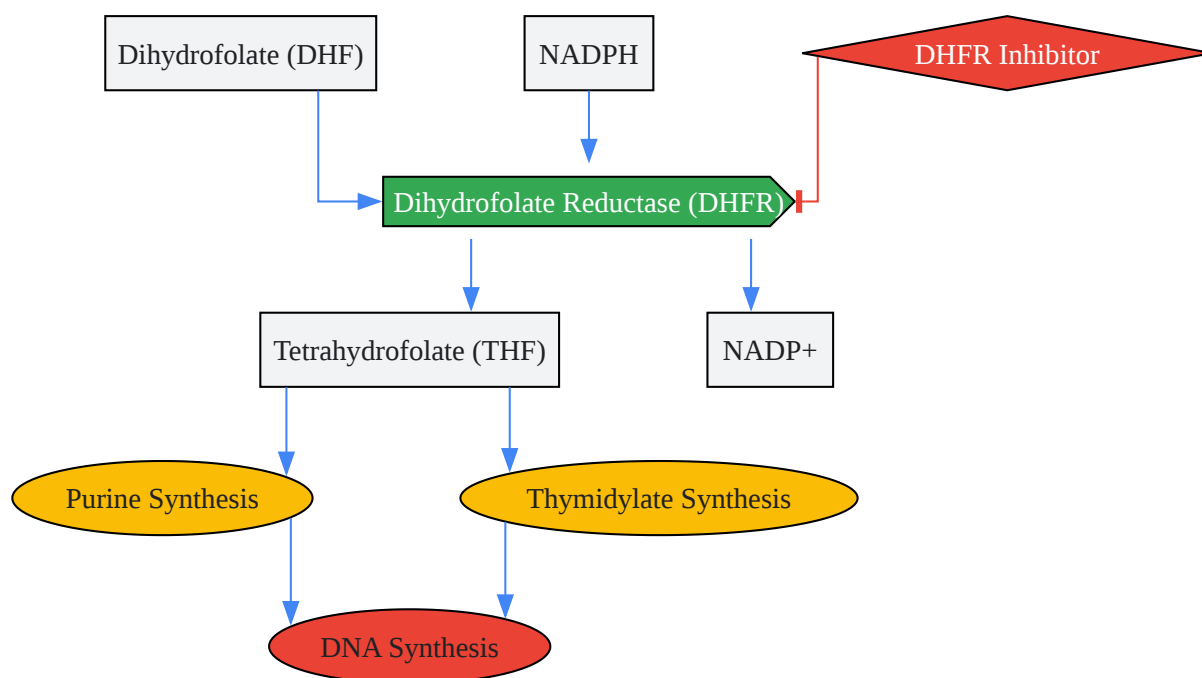 Dihydrofolate (DHF)
NADPH
DHFR Inhibitor
Dihydrofolate Reductase (DHFR)
Tetrahydrofolate (THF)
NADP+
Purine Synthesis
Thymidylate Synthesis
DNA Synthesis